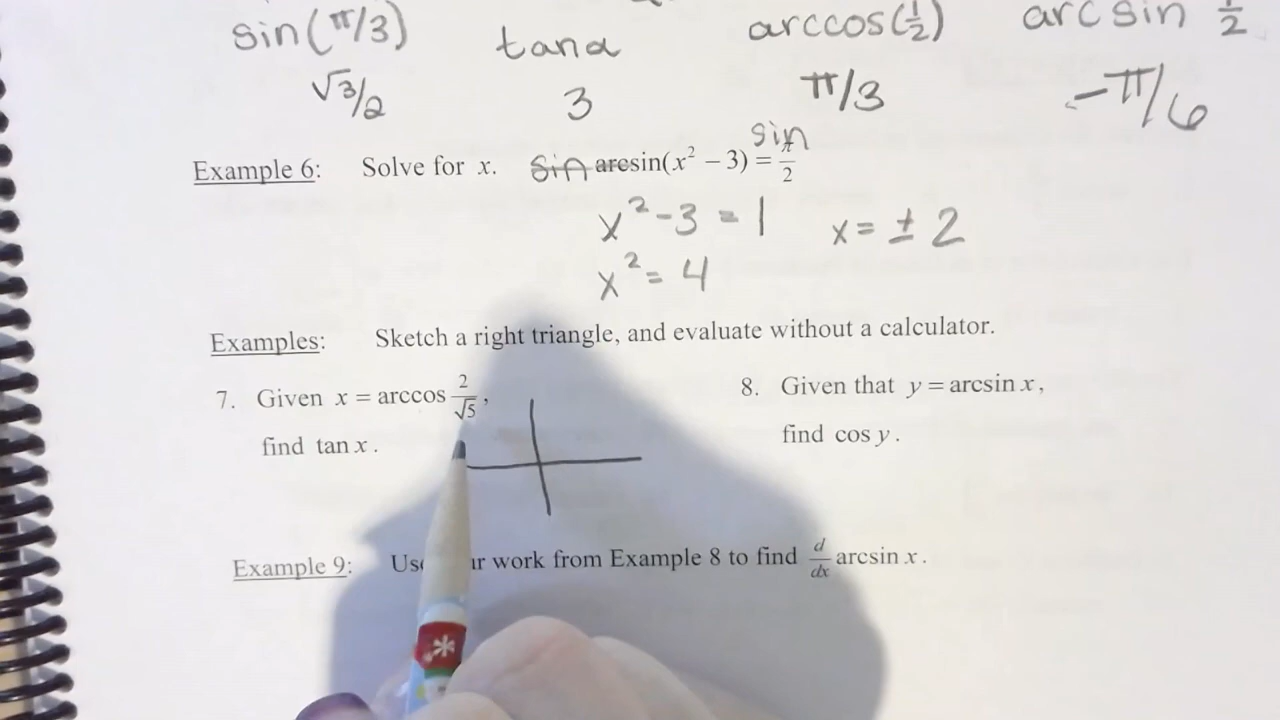 sin(π/3) tan α arccos(1/2) arcsin 1/2
√3/2 3 π/3 -π/6
Example 6: Solve for x. sin arcsin(x² – 3) = sin π/2
x² - 3 = 1 x = ± 2
x² = 4
Examples: Sketch a right triangle, and evaluate without a calculator.
7. Given x = arccos 2/√5, 8. Given that y = arcsin x,
find tan x. find cos y.
Example 9: work from Example 8 to find d/dx arcsin x.